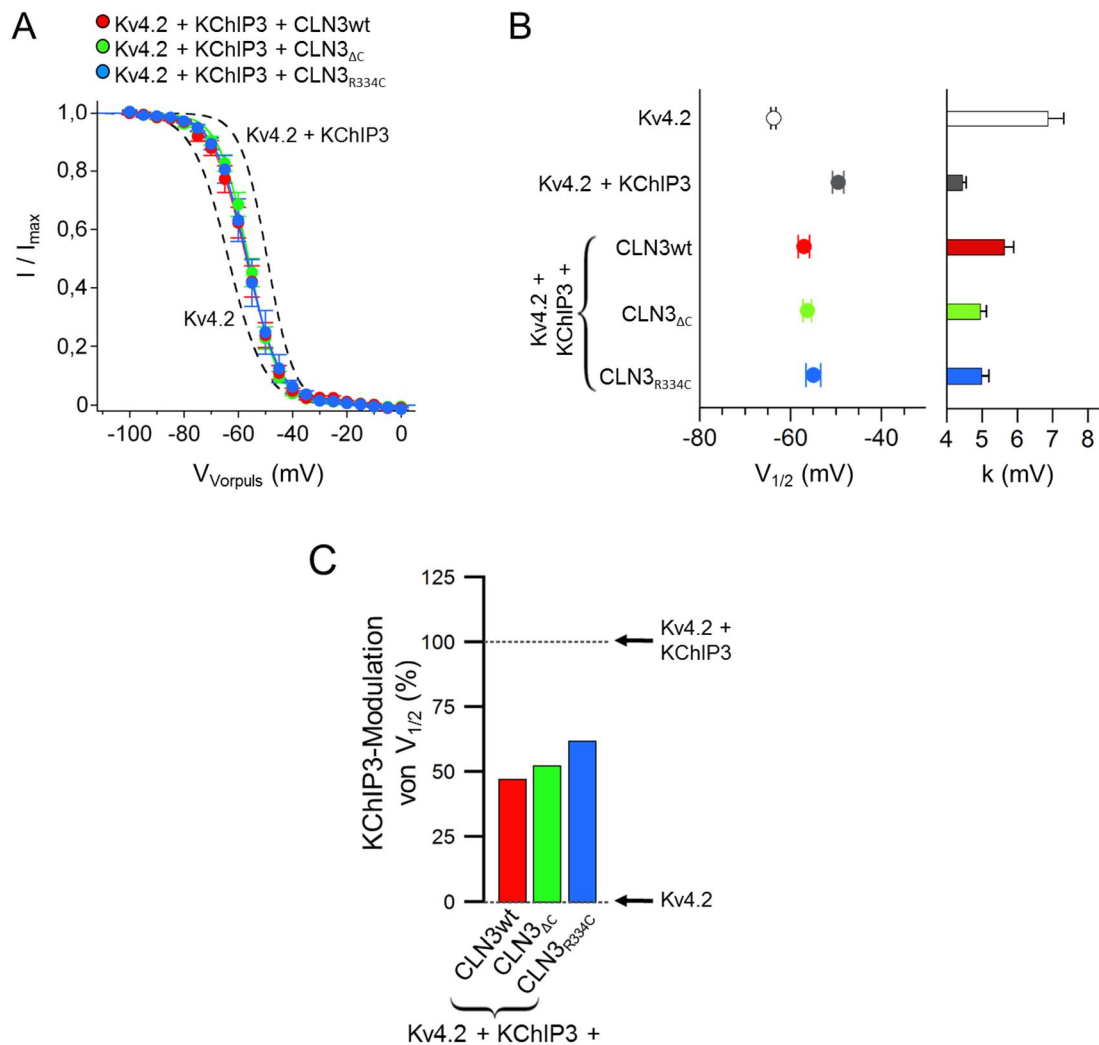 A
Kv4.2 + KChIP3 + CLN3wt
Kv4.2 + KChIP3 + CLN3ΔC
Kv4.2 + KChIP3 + CLN3R334C
1,0
0,8
0,6
0,4
0,2
0
I / Imax
Kv4.2 + KChIP3
Kv4.2
-100 -80 -60 -40 -20 0
VVorpuls (mV)
B
Kv4.2
Kv4.2 + KChIP3
Kv4.2 +
KChIP3 +
CLN3wt
CLN3ΔC
CLN3R334C
-80 -60 -40
V1/2 (mV)
4 5 6 7 8
k (mV)
C
KChIP3-Modulation
von V1/2 (%)
125
100
75
50
25
0
Kv4.2 +
KChIP3
Kv4.2
CLN3wt
CLN3ΔC
CLN3R334C
Kv4.2 + KChIP3 +